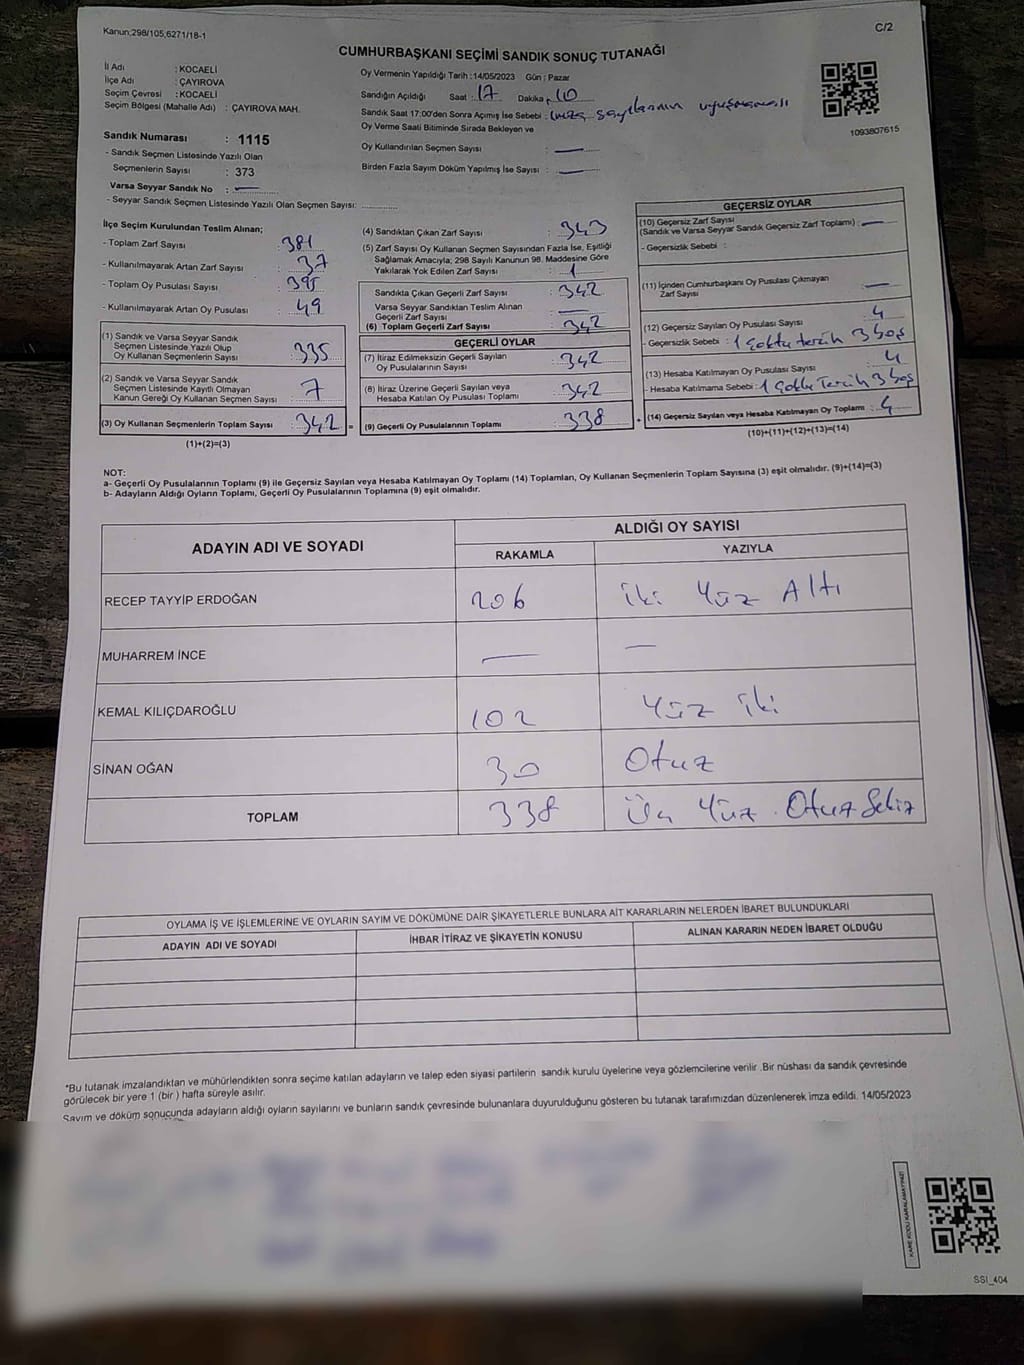 Kanun;298/105,6271/18-1
C/2
CUMHURBAŞKANI SEÇİMİ SANDIK SONUÇ TUTANAĞI
İl Adı : KOCAELİ
İlçe Adı : ÇAYIROVA
Seçim Çevresi : KOCAELİ
Seçim Bölgesi (Mahalle Adı) : ÇAYIROVA MAH.
Sandık Numarası : 1115
- Sandık Seçmen Listesinde Yazılı Olan
Seçmenlerin Sayısı : 373
Varsa Seyyar Sandık No : —
- Seyyar Sandık Seçmen Listesinde Yazılı Olan Seçmen Sayısı: ..............
Oy Vermenin Yapıldığı Tarih : 14/05/2023 Gün : Pazar
Sandığın Açıldığı Saat : 17 Dakika : 10
Sandık Saat 17:00'den Sonra Açımış İse Sebebi : imza sayılarının uyuşmaması
Oy Verme Saati Bitiminde Sırada Bekleyen ve
Oy Kullandırılan Seçmen Sayısı : —
Birden Fazla Sayım Döküm Yapılmış İse Sayısı : —
1093807615
İlçe Seçim Kurulundan Teslim Alınan;
- Toplam Zarf Sayısı : 381
- Kullanılmayarak Artan Zarf Sayısı : 37
- Toplam Oy Pusulası Sayısı : 395
- Kullanılmayarak Artan Oy Pusulası : 49
(1) Sandık ve Varsa Seyyar Sandık
Seçmen Listesinde Yazılı Olup
Oy Kullanan Seçmenlerin Sayısı : 335
(2) Sandık ve Varsa Seyyar Sandık
Seçmen Listesinde Kayıtlı Olmayan
Kanun Gereği Oy Kullanan Seçmen Sayısı : 7
(3) Oy Kullanan Seçmenlerin Toplam Sayısı : 342 =
(1)+(2)=(3)
(4) Sandıktan Çıkan Zarf Sayısı : 343
(5) Zarf Sayısı Oy Kullanan Seçmen Sayısından Fazla İse, Eşitliği
Sağlamak Amacıyla; 298 Sayılı Kanunun 98. Maddesine Göre
Yakılarak Yok Edilen Zarf Sayısı : 1
Sandıkta Çıkan Geçerli Zarf Sayısı : 342
Varsa Seyyar Sandıktan Teslim Alınan
Geçerli Zarf Sayısı : —
(6) Toplam Geçerli Zarf Sayısı : 342
GEÇERLİ OYLAR
(7) İtiraz Edilmeksizin Geçerli Sayılan
Oy Pusulalarının Sayısı : 342
(8) İtiraz Üzerine Geçerli Sayılan veya
Hesaba Katılan Oy Pusulası Toplamı : 342
(9) Geçerli Oy Pusulalarının Toplamı : 338 +
GEÇERSİZ OYLAR
(10) Geçersiz Zarf Sayısı
(Sandık ve Varsa Seyyar Sandık Geçersiz Zarf Toplamı) : —
- Geçersizlik Sebebi :
(11) İçinden Cumhurbaşkanı Oy Pusulası Çıkmayan
Zarf Sayısı : —
(12) Geçersiz Sayılan Oy Pusulası Sayısı : 4
- Geçersizlik Sebebi : 1 çoklu tercih 3 boş
(13) Hesaba Katılmayan Oy Pusulası Sayısı : 4
- Hesaba Katılmama Sebebi : 1 çoklu Tercih 3 boş
(14) Geçersiz Sayılan veya Hesaba Katılmayan Oy Toplamı : 4
(10)+(11)+(12)+(13)=(14)
NOT:
a- Geçerli Oy Pusulalarının Toplamı (9) ile Geçersiz Sayılan veya Hesaba Katılmayan Oy Toplamı (14) Toplamları, Oy Kullanan Seçmenlerin Toplam Sayısına (3) eşit olmalıdır. (9)+(14)=(3)
b- Adayların Aldığı Oyların Toplamı, Geçerli Oy Pusulalarının Toplamına (9) eşit olmalıdır.
ADAYIN ADI VE SOYADI
ALDIĞI OY SAYISI
RAKAMLA YAZIYLA
RECEP TAYYİP ERDOĞAN 206 iki Yüz Altı
MUHARREM İNCE — —
KEMAL KILIÇDAROĞLU 102 Yüz iki
SİNAN OĞAN 30 Otuz
TOPLAM 338 Üç Yüz Otuz Sekiz
OYLAMA İŞ VE İŞLEMLERİNE VE OYLARIN SAYIM VE DÖKÜMÜNE DAİR ŞİKAYETLERLE BUNLARA AİT KARARLARIN NELERDEN İBARET BULUNDUKLARI
ADAYIN ADI VE SOYADI İHBAR İTİRAZ VE ŞİKAYETİN KONUSU ALINAN KARARIN NEDEN İBARET OLDUĞU
*Bu tutanak imzalandıktan ve mühürlendikten sonra seçime katılan adayların ve talep eden siyasi partilerin sandık kurulu üyelerine veya gözlemcilerine verilir .Bir nüshası da sandık çevresinde
görülecek bir yere 1 (bir ) hafta süreyle asılır.
Sayım ve döküm sonucunda adayların aldığı oyların sayılarını ve bunların sandık çevresinde bulunanlara duyurulduğunu gösteren bu tutanak tarafımızdan düzenlenerek imza edildi. 14/05/2023
KARE KODU KARALAMAYINIZ!
SSI_404